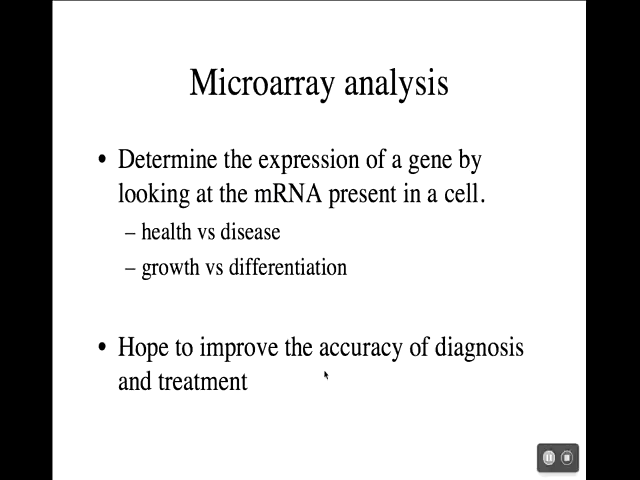 Microarray analysis
• Determine the expression of a gene by
looking at the mRNA present in a cell.
– health vs disease
– growth vs differentiation
• Hope to improve the accuracy of diagnosis
and treatment